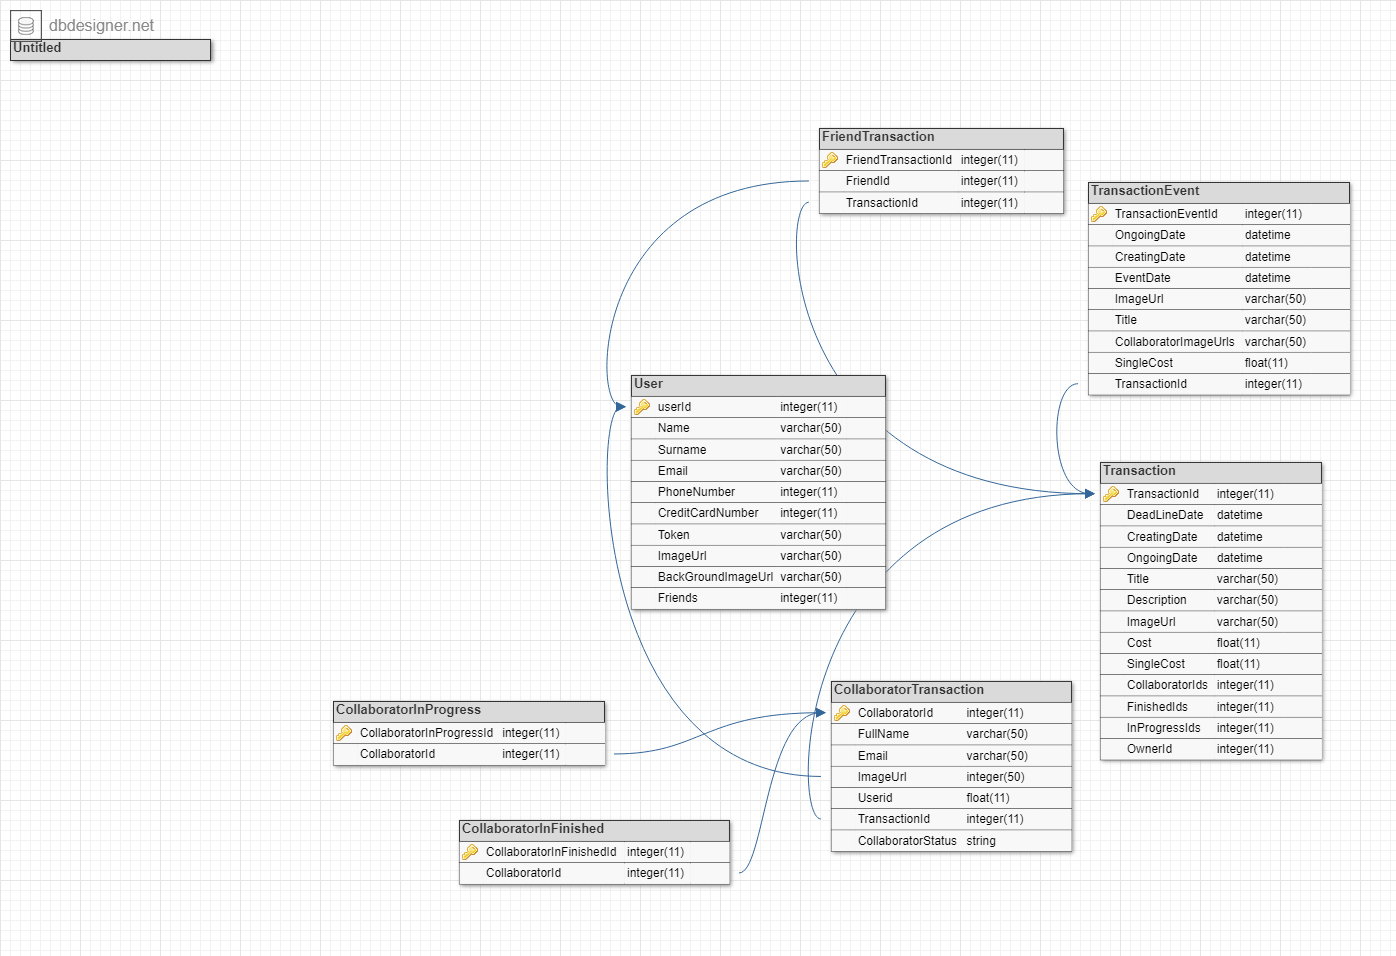 dbdesigner.net
Untitled
FriendTransaction
FriendTransactionId integer(11)
FriendId integer(11)
TransactionId integer(11)
TransactionEvent
TransactionEventId integer(11)
OngoingDate datetime
CreatingDate datetime
EventDate datetime
ImageUrl varchar(50)
Title varchar(50)
CollaboratorImageUrls varchar(50)
SingleCost float(11)
TransactionId integer(11)
User
userId integer(11)
Name varchar(50)
Surname varchar(50)
Email varchar(50)
PhoneNumber integer(11)
CreditCardNumber integer(11)
Token varchar(50)
ImageUrl varchar(50)
BackGroundImageUrl varchar(50)
Friends integer(11)
Transaction
TransactionId integer(11)
DeadLineDate datetime
CreatingDate datetime
OngoingDate datetime
Title varchar(50)
Description varchar(50)
ImageUrl varchar(50)
Cost float(11)
SingleCost float(11)
CollaboratorIds integer(11)
FinishedIds integer(11)
InProgressIds integer(11)
OwnerId integer(11)
CollaboratorTransaction
CollaboratorId integer(11)
FullName varchar(50)
Email varchar(50)
ImageUrl integer(50)
Userid float(11)
TransactionId integer(11)
CollaboratorStatus string
CollaboratorInProgress
CollaboratorInProgressId integer(11)
CollaboratorId integer(11)
CollaboratorInFinished
CollaboratorInFinishedId integer(11)
CollaboratorId integer(11)